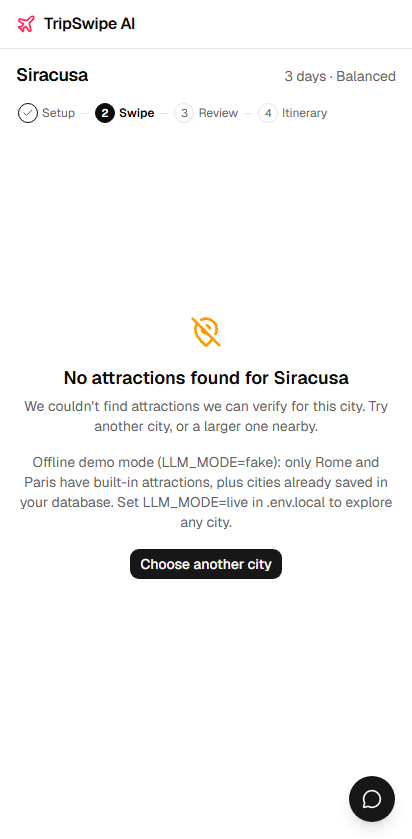 TripSwipe AI
Siracusa
3 days · Balanced
Setup 2 Swipe 3 Review 4 Itinerary
No attractions found for Siracusa
We couldn't find attractions we can verify for this city. Try
another city, or a larger one nearby.
Offline demo mode (LLM_MODE=fake): only Rome and
Paris have built-in attractions, plus cities already saved in
your database. Set LLM_MODE=live in .env.local to explore
any city.
Choose another city